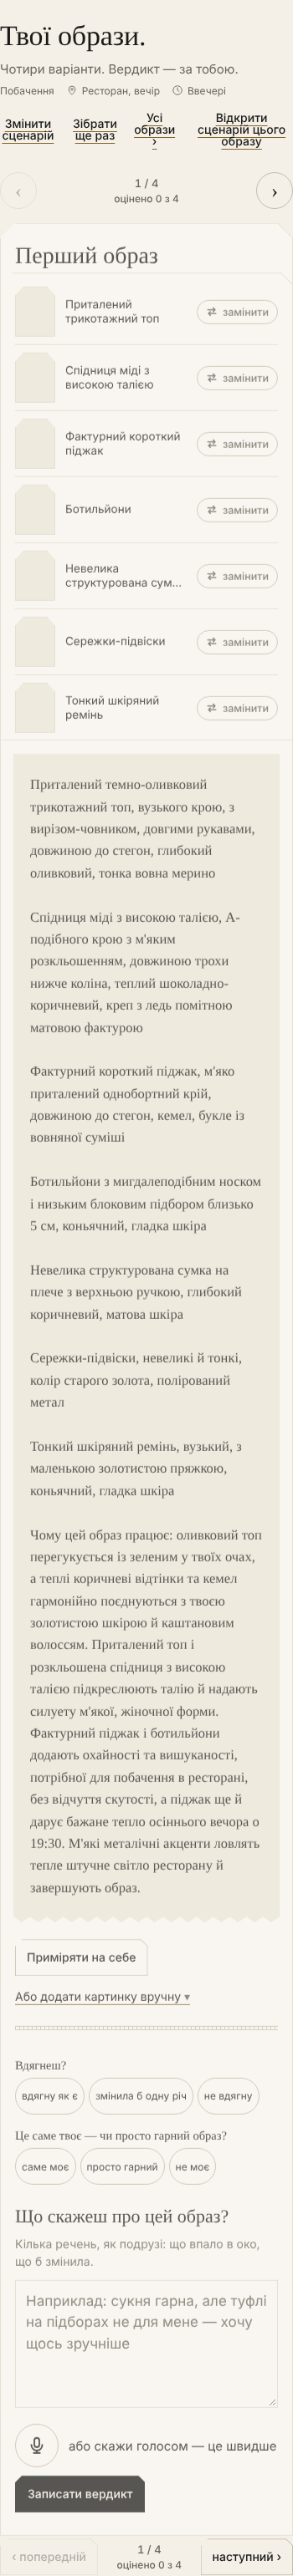 Твої образи.
Чотири варіанти. Вердикт — за тобою.
Побачення Ресторан, вечір Ввечері
Змінити
сценарій
Зібрати
ще раз
Усі
образи
›
Відкрити
сценарій цього
образу
‹
1 / 4
оцінено 0 з 4
›
Перший образ
Приталений
трикотажний топ
замінити
Спідниця міді з
високою талією
замінити
Фактурний короткий
піджак
замінити
Ботильйони
замінити
Невелика
структурована сум...
замінити
Сережки-підвіски
замінити
Тонкий шкіряний
ремінь
замінити
Приталений темно-оливковий
трикотажний топ, вузького крою, з
вирізом-човником, довгими рукавами,
довжиною до стегон, глибокий
оливковий, тонка вовна мерино
Спідниця міді з високою талією, А-
подібного крою з м'яким
розкльошенням, довжиною трохи
нижче коліна, теплий шоколадно-
коричневий, креп з ледь помітною
матовою фактурою
Фактурний короткий піджак, м'яко
приталений однобортний крій,
довжиною до стегон, кемел, букле із
вовняної суміші
Ботильйони з мигдалеподібним носком
і низьким блоковим підбором близько
5 см, коньячний, гладка шкіра
Невелика структурована сумка на
плече з верхньою ручкою, глибокий
коричневий, матова шкіра
Сережки-підвіски, невеликі й тонкі,
колір старого золота, полірований
метал
Тонкий шкіряний ремінь, вузький, з
маленькою золотистою пряжкою,
коньячний, гладка шкіра
Чому цей образ працює: оливковий топ
перегукується із зеленим у твоїх очах,
а теплі коричневі відтінки та кемел
гармонійно поєднуються з твоєю
золотистою шкірою й каштановим
волоссям. Приталений топ і
розкльошена спідниця з високою
талією підкреслюють талію й надають
силуету м'якої, жіночної форми.
Фактурний піджак і ботильйони
додають охайності та вишуканості,
потрібної для побачення в ресторані,
без відчуття скутості, а піджак ще й
дарує бажане тепло осіннього вечора о
19:30. М'які металічні акценти ловлять
тепле штучне світло ресторану й
завершують образ.
Приміряти на себе
Або додати картинку вручну ▾
Вдягнеш?
вдягну як є
змінила б одну річ
не вдягну
Це саме твоє — чи просто гарний образ?
саме моє
просто гарний
не моє
Що скажеш про цей образ?
Кілька речень, як подрузі: що впало в око,
що б змінила.
Наприклад: сукня гарна, але туфлі
на підборах не для мене — хочу
щось зручніше
або скажи голосом — це швидше
Записати вердикт
‹ попередній
1 / 4
оцінено 0 з 4
наступний ›